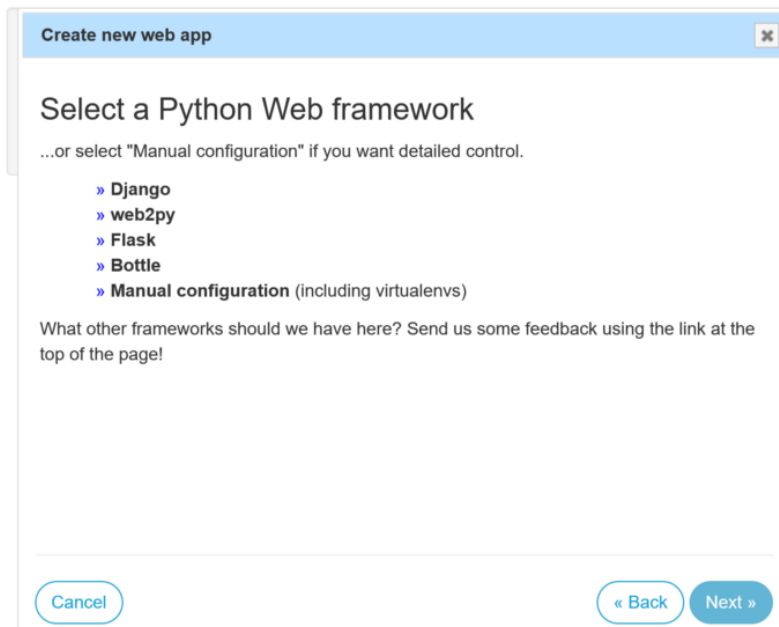 Create new web app
Select a Python Web framework
...or select "Manual configuration" if you want detailed control.
» Django
» web2py
» Flask
» Bottle
» Manual configuration (including virtualenvs)
What other frameworks should we have here? Send us some feedback using the link at the
top of the page!
Cancel
« Back
Next »